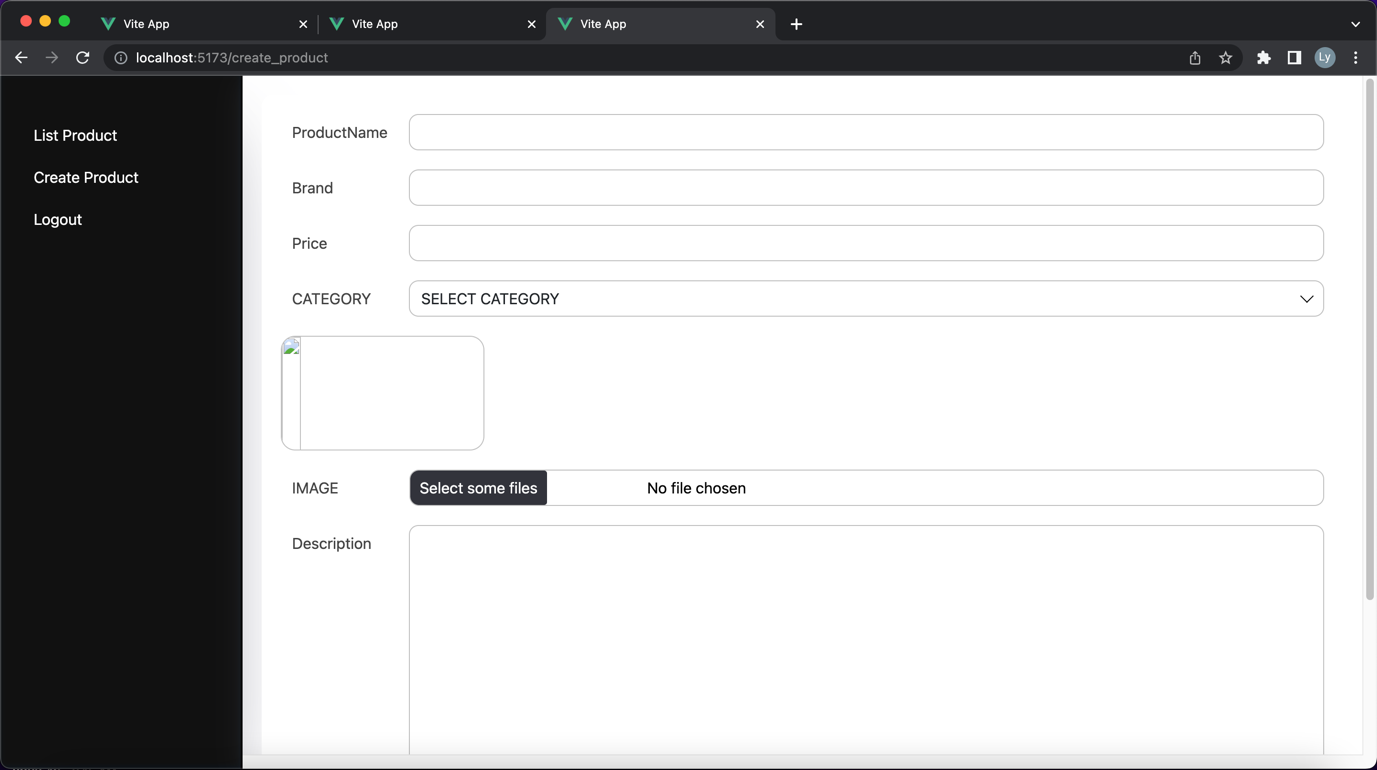 Vite App
Vite App
Vite App
localhost:5173/create_product
Ly
List Product
Create Product
Logout
ProductName
Brand
Price
CATEGORY
SELECT CATEGORY
IMAGE
Select some files
No file chosen
Description